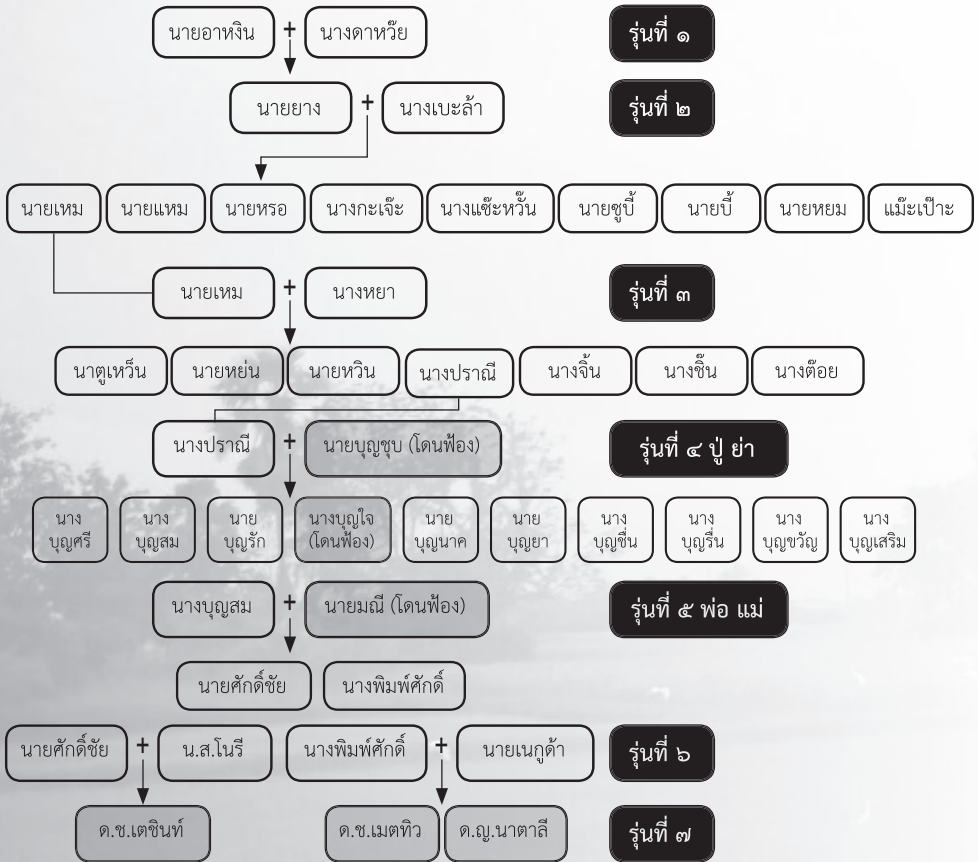 นายอาหงิน + นางดาหว๊ย รุ่นที่ ๑
นายยาง + นางเบะล้า รุ่นที่ ๒
นายเหม นายแหม นายหรอ นางกะเจ๊ะ นางแซ๊ะหวั้น นายซูบี้ นายบี้ นายหยม แม๊ะเป๊าะ
นายเหม + นางหยา รุ่นที่ ๓
นาตูเหว็น นายหย่น นายหวิน นางปราณี นางจิ้น นางชิ๊น นางต๊อย
นางปราณี + นายบุญชุบ (โดนฟ้อง) รุ่นที่ ๔ ปู่ ย่า
นาง นาง นาย นางบุญใจ นาย นาย นาง นาง นาง นาง
บุญศรี บุญสม บุญรัก (โดนฟ้อง) บุญนาค บุญยา บุญชื่น บุญรื่น บุญขวัญ บุญเสริม
นางบุญสม + นายมณี (โดนฟ้อง) รุ่นที่ ๕ พ่อ แม่
นายศักดิ์ชัย นางพิมพ์ศักดิ์
นายศักดิ์ชัย + น.ส.โนรี นางพิมพ์ศักดิ์ + นายเนกูด้า รุ่นที่ ๖
ด.ช.เตชินท์ ด.ช.เมตทิว ด.ญ.นาตาลี รุ่นที่ ๗